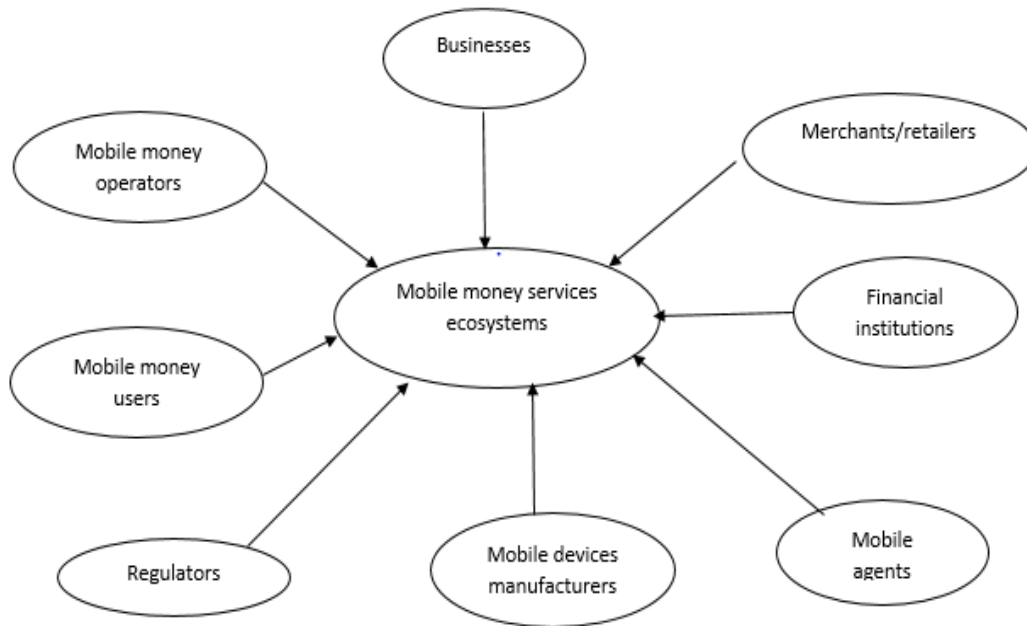 Businesses
Merchants/retailers
Mobile money
operators
Mobile money services
ecosystems
Financial
institutions
Mobile money
users
Regulators
Mobile devices
manufacturers
Mobile
agents